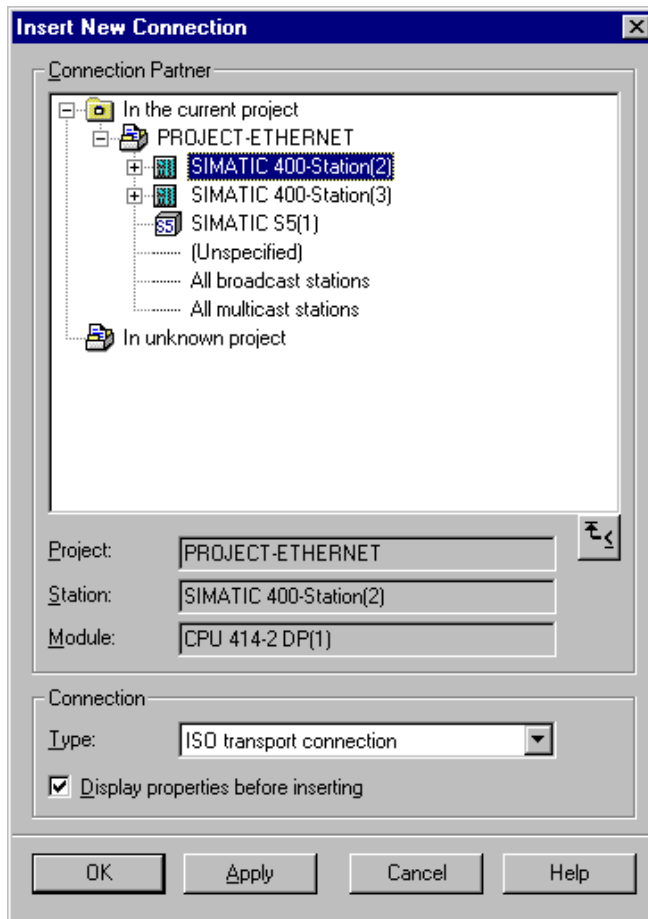 Insert New Connection
Connection Partner
In the current project
PROJECT-ETHERNET
SIMATIC 400-Station(2)
SIMATIC 400-Station(3)
S5 SIMATIC S5(1)
(Unspecified)
All broadcast stations
All multicast stations
In unknown project
Project: PROJECT-ETHERNET
Station: SIMATIC 400-Station(2)
Module: CPU 414-2 DP(1)
Connection
Type: ISO transport connection
Display properties before inserting
OK Apply Cancel Help